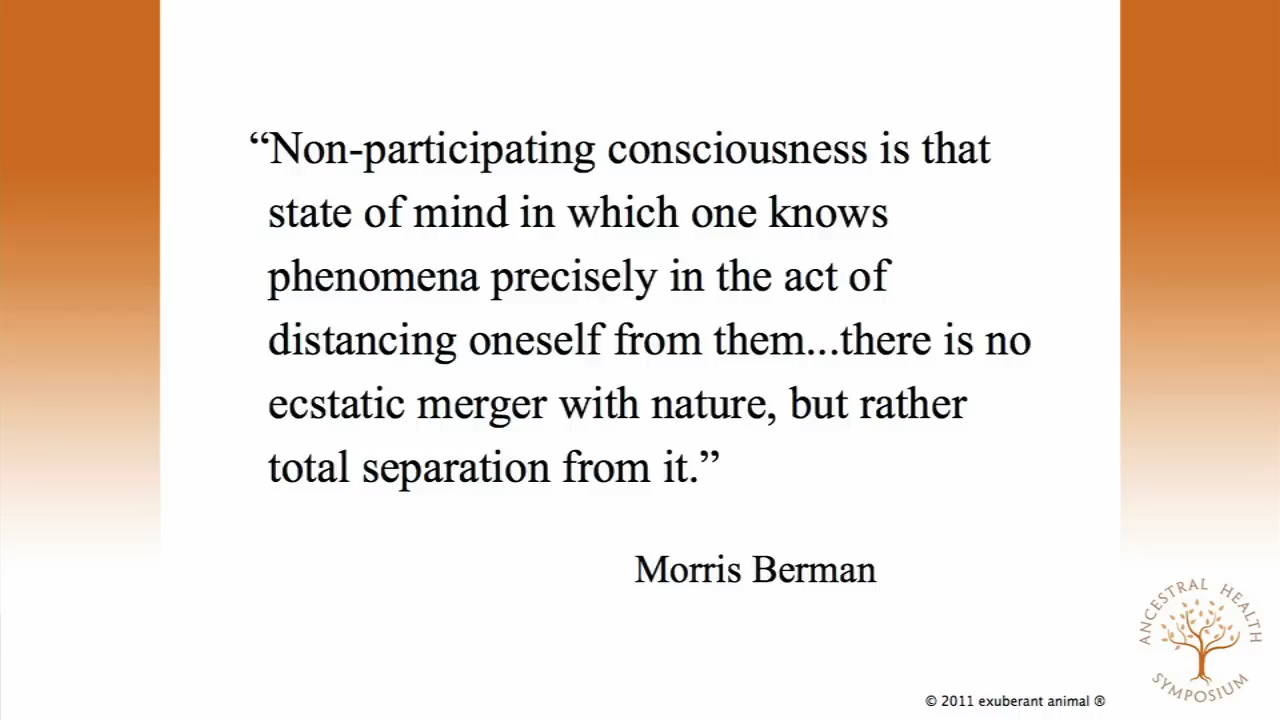 “Non-participating consciousness is that
state of mind in which one knows
phenomena precisely in the act of
distancing oneself from them...there is no
ecstatic merger with nature, but rather
total separation from it.”
Morris Berman
ANCESTRAL HEALTH
SYMPOSIUM
© 2011 exuberant animal ®